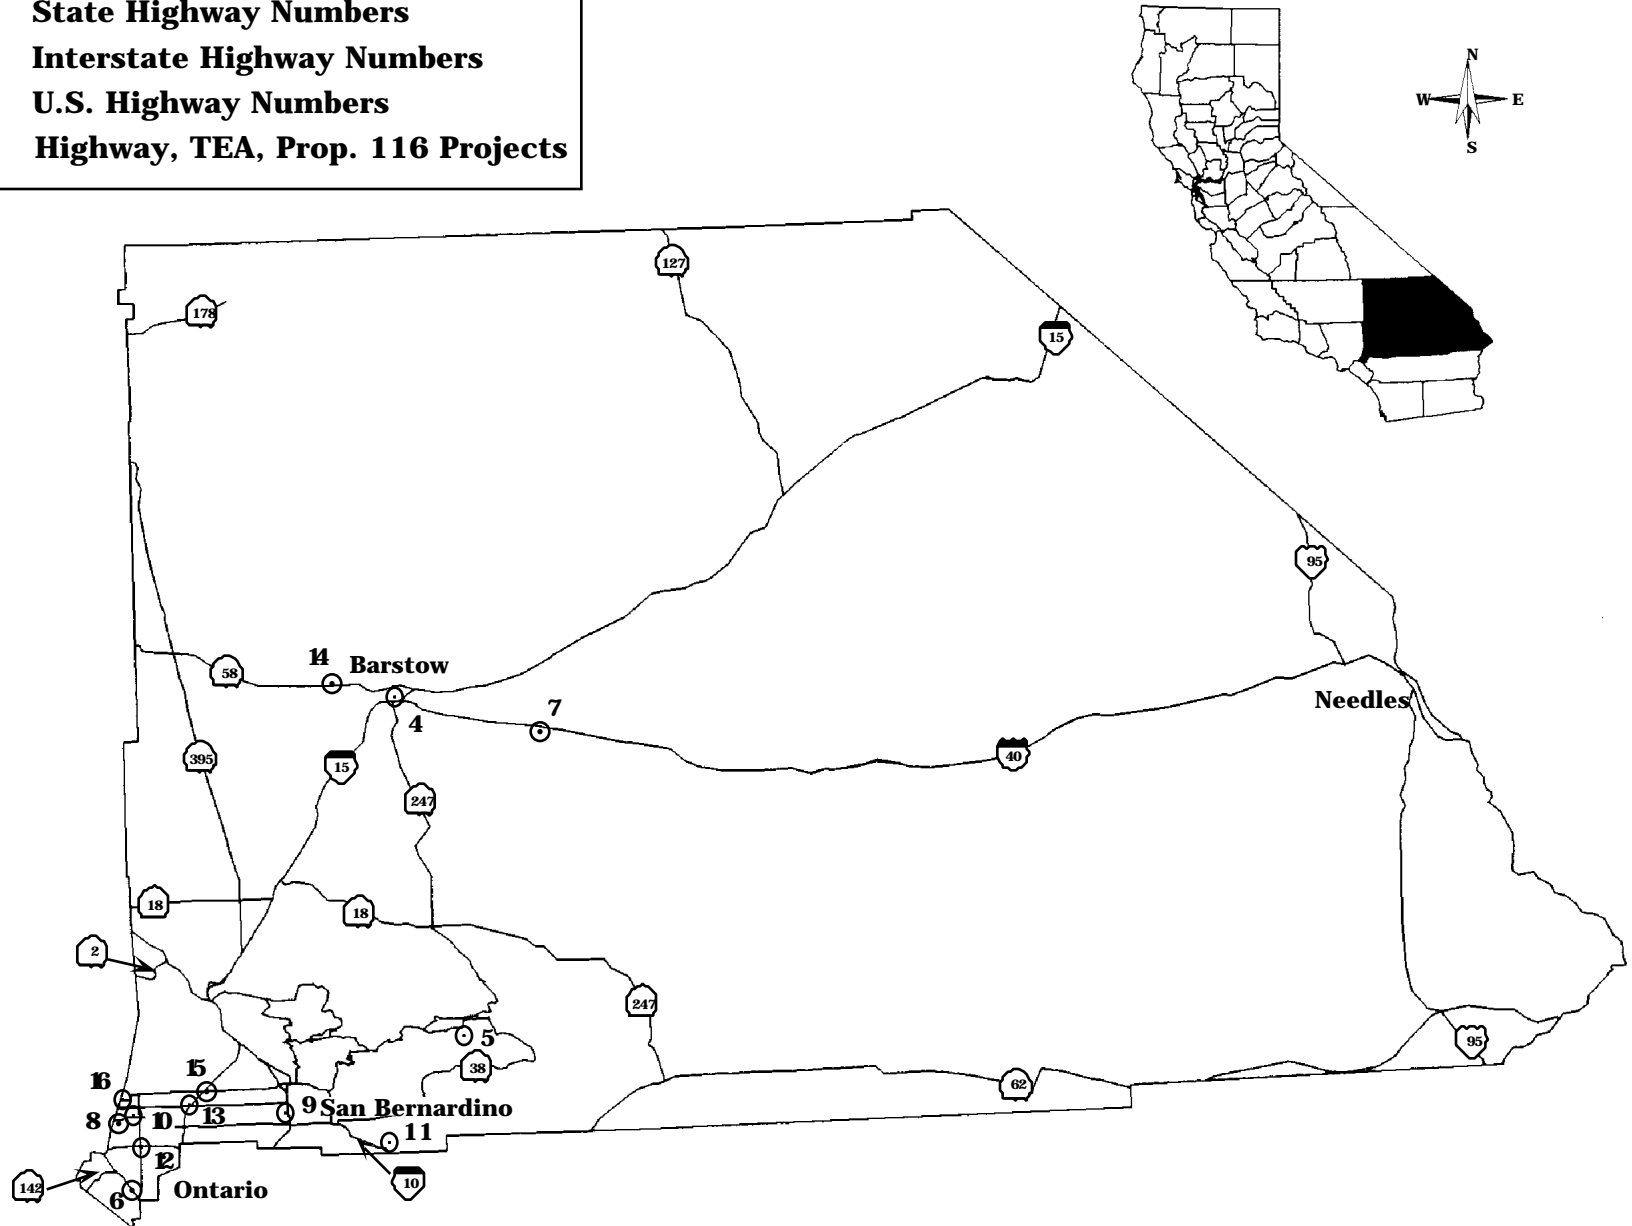 State Highway Numbers
Interstate Highway Numbers
U.S. Highway Numbers
Highway, TEA, Prop. 116 Projects
N
W E
S
127
178
15
95
58
14
Barstow
7
4
Needles
395
15
40
247
18
18
2
247
5
95
38
62
15
16
9 San Bernardino
8
10
13
11
12
142
6
Ontario
10